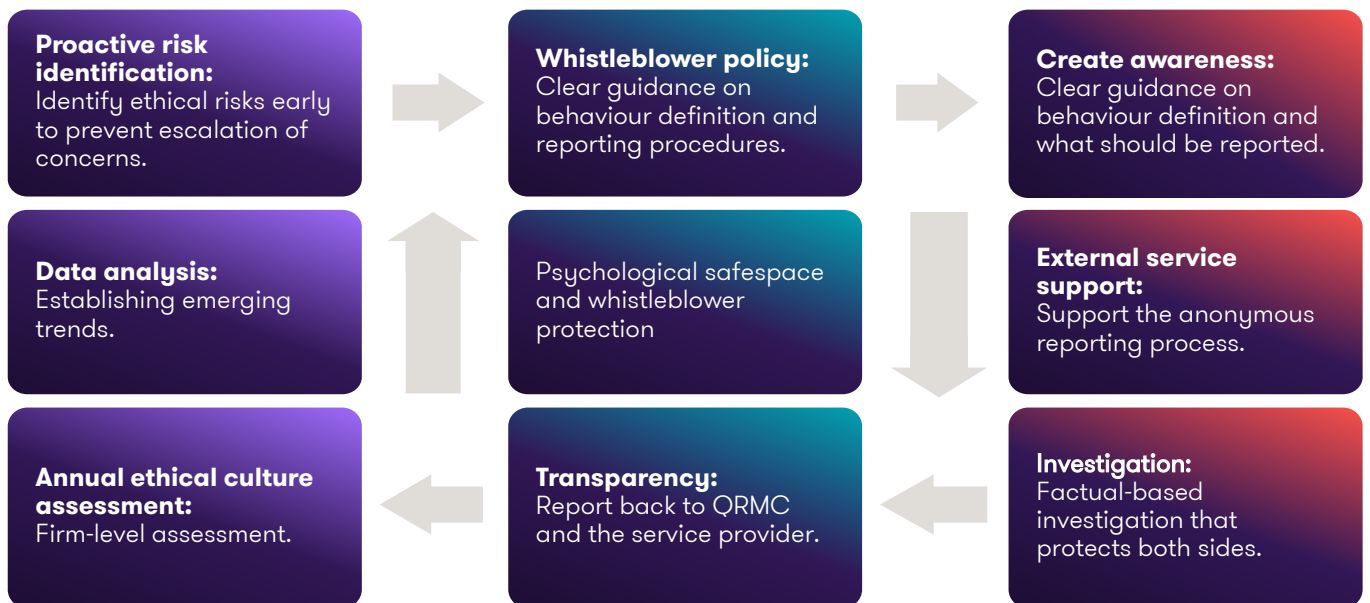 Proactive risk
identification:
Identify ethical risks early
to prevent escalation of
concerns.
Whistleblower policy:
Clear guidance on
behaviour definition and
reporting procedures.
Create awareness:
Clear guidance on
behaviour definition and
what should be reported.
Data analysis:
Establishing emerging
trends.
Psychological safespace
and whistleblower
protection
External service
support:
Support the anonymous
reporting process.
Annual ethical culture
assessment:
Firm-level assessment.
Transparency:
Report back to QRMC
and the service provider.
Investigation:
Factual-based
investigation that
protects both sides.